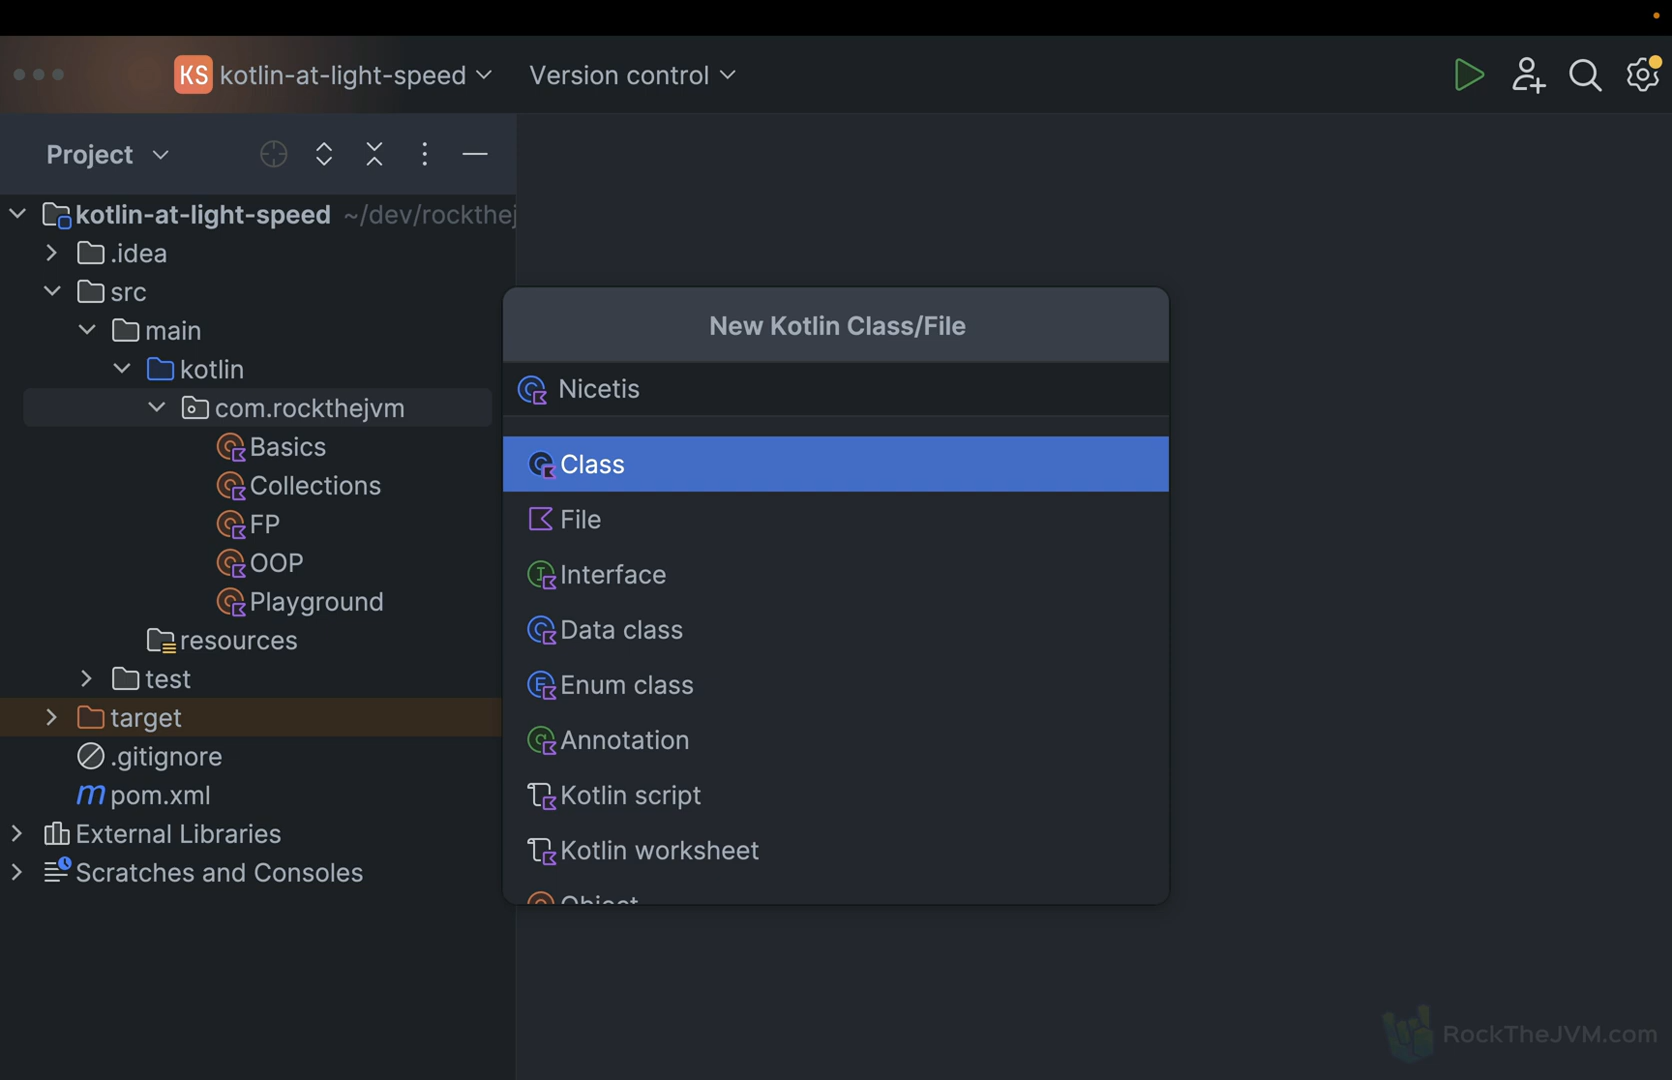 KS kotlin-at-light-speed Version control
Project
kotlin-at-light-speed ~/dev/rockthej
.idea
src
main
kotlin
com.rockthejvm
Basics
Collections
FP
OOP
Playground
resources
test
target
.gitignore
m pom.xml
External Libraries
Scratches and Consoles
New Kotlin Class/File
Nicetis
Class
File
Interface
Data class
Enum class
Annotation
Kotlin script
Kotlin worksheet
Object
RockTheJVM.com